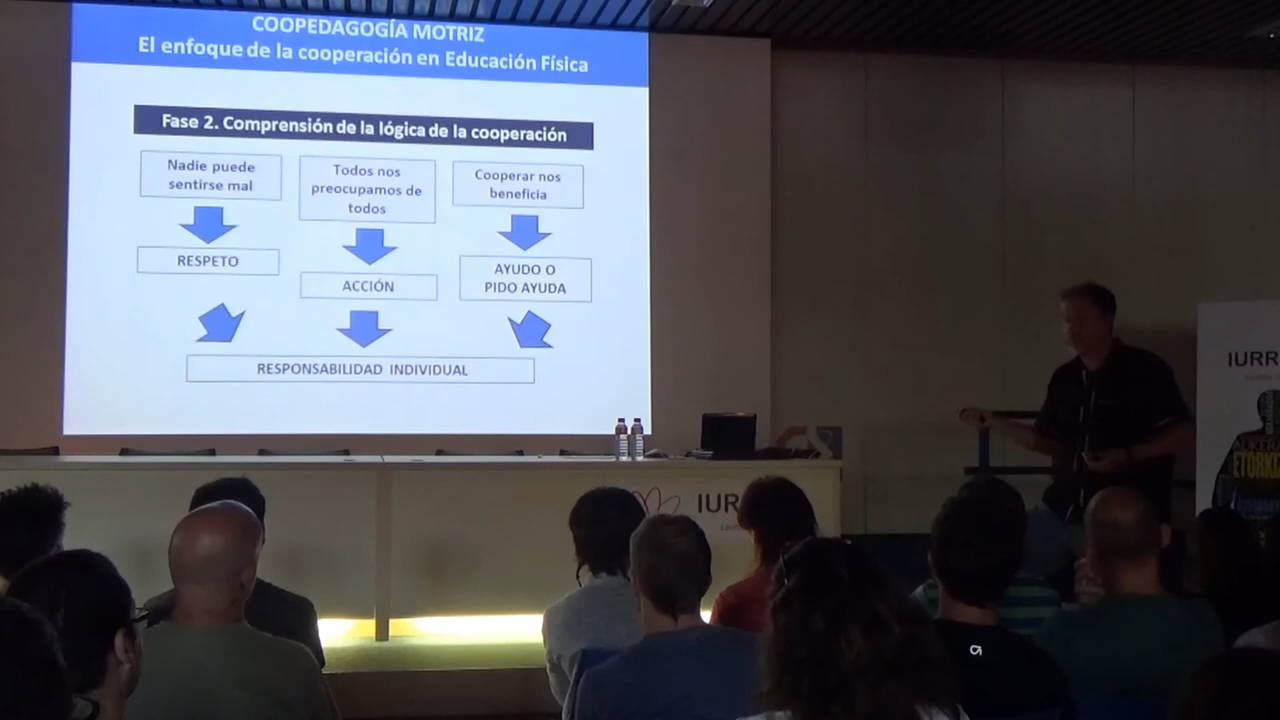 COOPEDAGOGÍA MOTRIZ
El enfoque de la cooperación en Educación Física
Fase 2. Comprensión de la lógica de la cooperación
Nadie puede
sentirse mal
Todos nos
preocupamos de
todos
Cooperar nos
beneficia
RESPETO
ACCIÓN
AYUDO O
PIDO AYUDA
RESPONSABILIDAD INDIVIDUAL
IURR
IUR